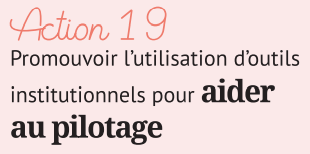 Action 19
Promouvoir l’utilisation d’outils
institutionnels pour aider
au pilotage